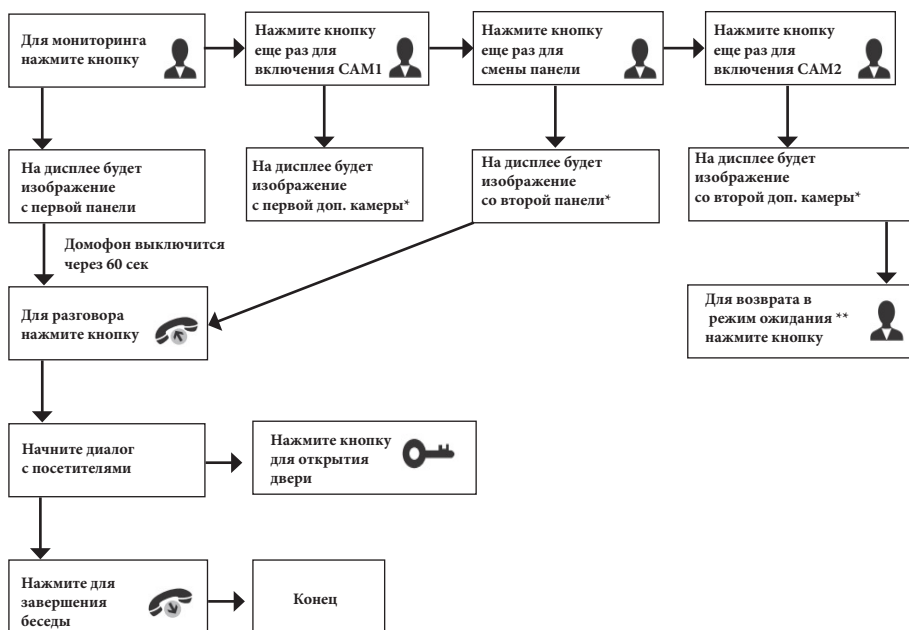 Для мониторинга
нажмите кнопку
Нажмите кнопку
еще раз для
включения CAM1
Нажмите кнопку
еще раз для
смены панели
Нажмите кнопку
еще раз для
включения CAM2
На дисплее будет
изображение
с первой панели
На дисплее будет
изображение
с первой доп. камеры*
На дисплее будет
изображение
со второй панели*
На дисплее будет
изображение
со второй доп. камеры*
Домофон выключится
через 60 сек
Для разговора
нажмите кнопку
Для возврата в
режим ожидания **
нажмите кнопку
Начните диалог
с посетителями
Нажмите кнопку
для открытия
двери
Нажмите для
завершения
беседы
Конец